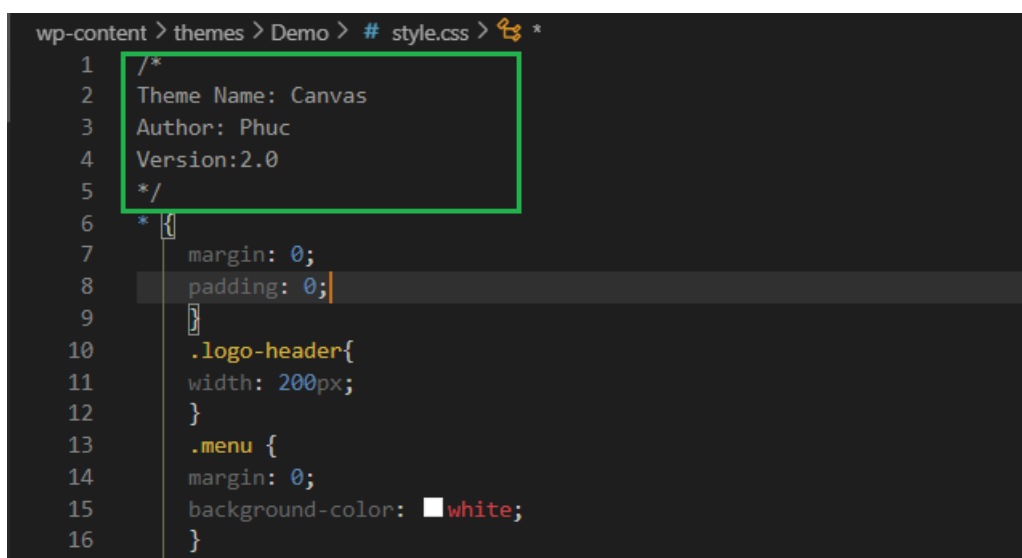 wp-content > themes > Demo > # style.css > *
1 /*
2 Theme Name: Canvas
3 Author: Phuc
4 Version:2.0
5 */
6 * {
7 margin: 0;
8 padding: 0;
9 }
10 .logo-header{
11 width: 200px;
12 }
13 .menu {
14 margin: 0;
15 background-color: white;
16 }